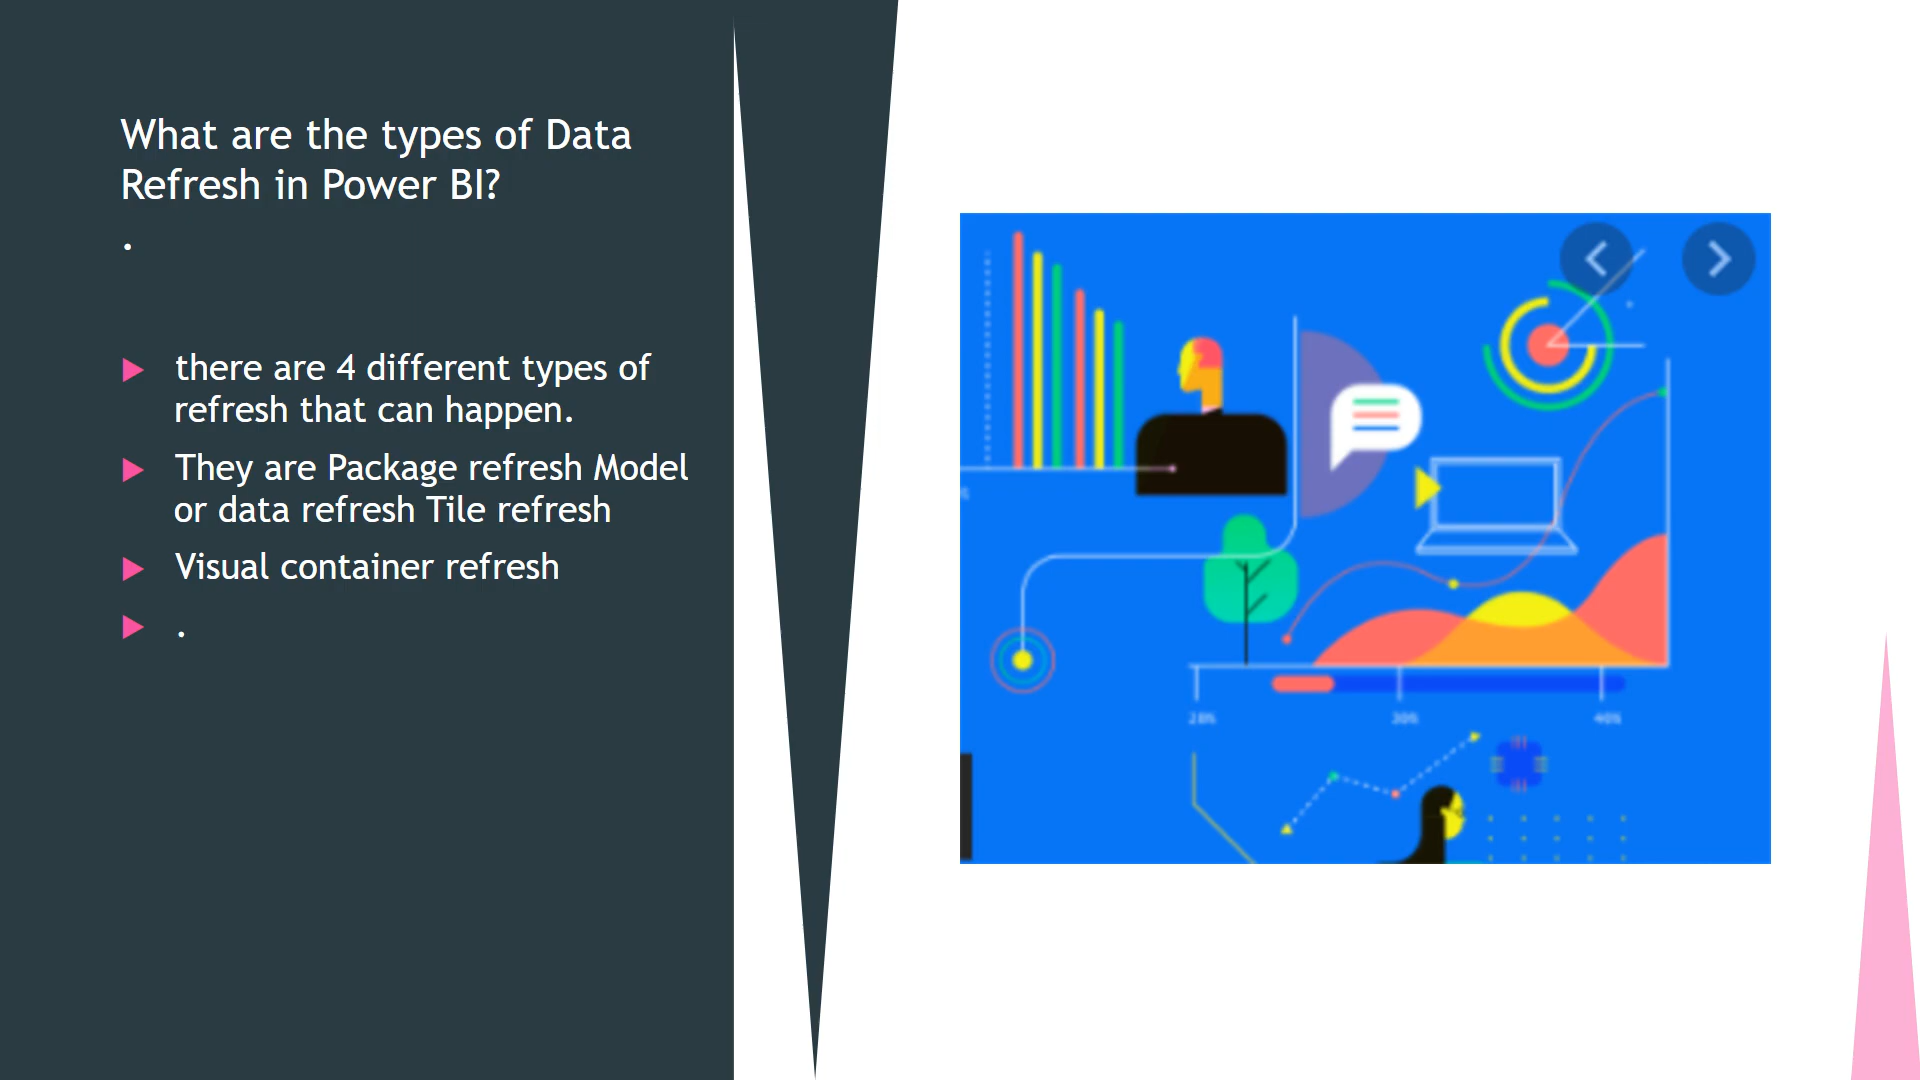 What are the types of Data
Refresh in Power BI?
.
there are 4 different types of
refresh that can happen.
They are Package refresh Model
or data refresh Tile refresh
Visual container refresh
.